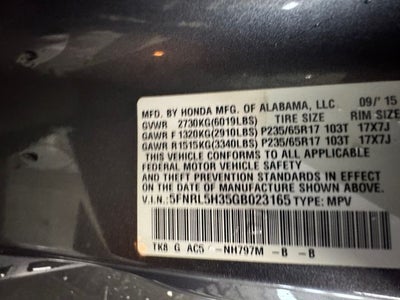 MFD. BY HONDA MFG. OF ALABAMA, LLC. 09/'15
GVWR 2730KG(6019LBS) TIRE SIZE RIM SIZE
GAWR F 1320KG(2910LBS) P235/65R17 103T 17X7J
GAWR R 1515KG(3340LBS) P235/65R17 103T 17X7J
THIS VEHICLE CONFORMS TO ALL APPLICABLE
FEDERAL MOTOR VEHICLE SAFETY
AND THEFT PREVENTION STANDARDS IN EFFECT
ON THE DATE OF MANUFACTURE SHOWN ABOVE.
V.I.N.:5FNRL5H35GB023165 TYPE: MPV
TK8 G AC5 -NH797M -B -B